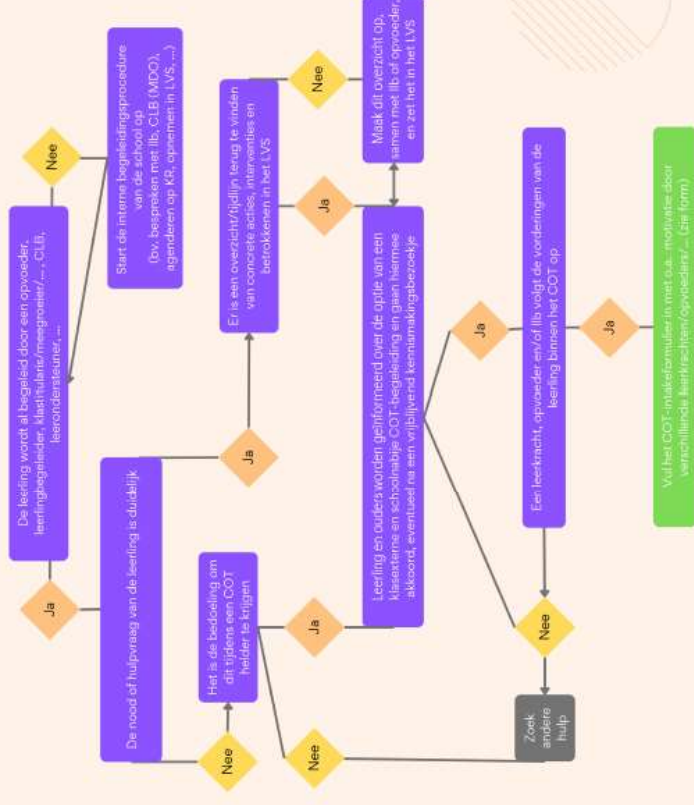 De leerling wordt al begeleid door een opvoeder,
leerlingbegeleider, klastitularis/meegroeier/... , CLB,
leerondersteuner, ...
Nee
Ja
Start de interne begeleidingsprocedure
van de school op
(bv. bespreken met llb, CLB (MDO),
agenderen op KR, opnemen in LVS, ...)
De nood of hulpvraag van de leerling is duidelijk
Ja
Nee
Er is een overzicht/tijdlijn terug te vinden
van concrete acties, interventies en
betrokkenen in het LVS
Nee
Ja
Het is de bedoeling om
dit tijdens een COT
helder te krijgen
Ja
Nee
Maak dit overzicht op,
samen met llb of opvoeder,
en zet het in het LVS
Leerling en ouders worden geïnformeerd over de optie van een
klasexterne en schoolnabije COT-begeleiding en gaan hiermee
akkoord, eventueel na een vrijblijvend kennismakingsbezoekje
Ja
Een leerkracht, opvoeder en/of llb volgt de vorderingen van de
leerling binnen het COT op
Nee
Ja
Zoek
andere
hulp
Vul het COT-intakeformulier in met o.a. motivatie door
verschillende leerkrachten/opvoeders/... (zie form)